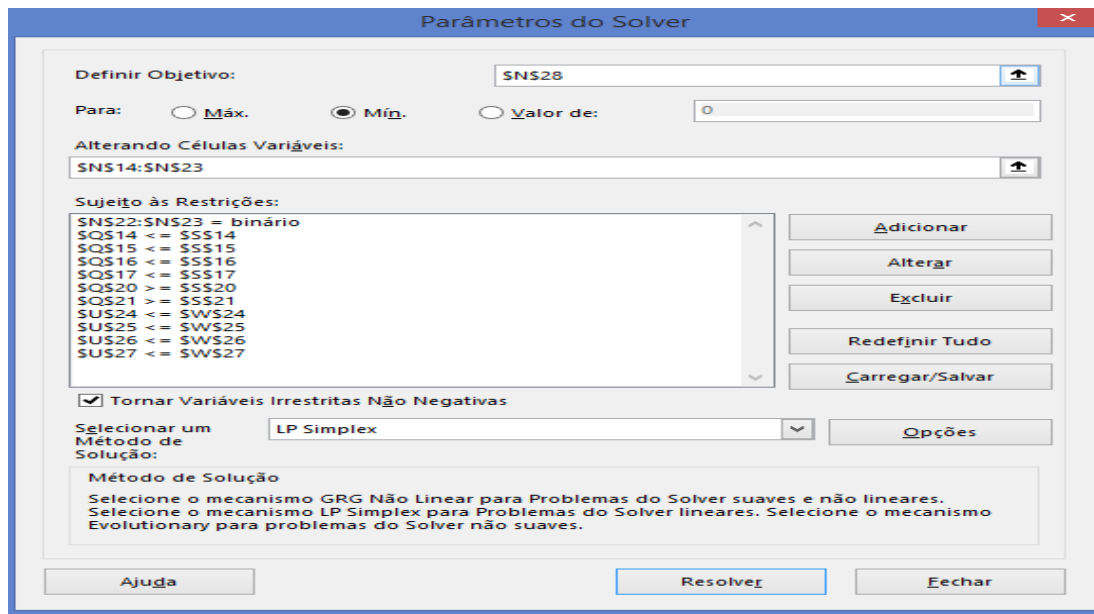 Parâmetros do Solver
Definir Objetivo:
$N$28
Para:
Máx.
Mín.
Valor de:
0
Alterando Células Variáveis:
$N$14:$N$23
Sujeito às Restrições:
$N$22:$N$23 = binário
$Q$14 <= $S$14
$Q$15 <= $S$15
$Q$16 <= $S$16
$Q$17 <= $S$17
$Q$20 >= $S$20
$Q$21 >= $S$21
$U$24 <= $W$24
$U$25 <= $W$25
$U$26 <= $W$26
$U$27 <= $W$27
Adicionar
Alterar
Excluir
Redefinir Tudo
Carregar/Salvar
Tornar Variáveis Irrestritas Não Negativas
Selecionar um
Método de
Solução:
LP Simplex
Opções
Método de Solução
Selecione o mecanismo GRG Não Linear para Problemas do Solver suaves e não lineares.
Selecione o mecanismo LP Simplex para Problemas do Solver lineares. Selecione o mecanismo
Evolutionary para problemas do Solver não suaves.
Ajuda
Resolver
Fechar